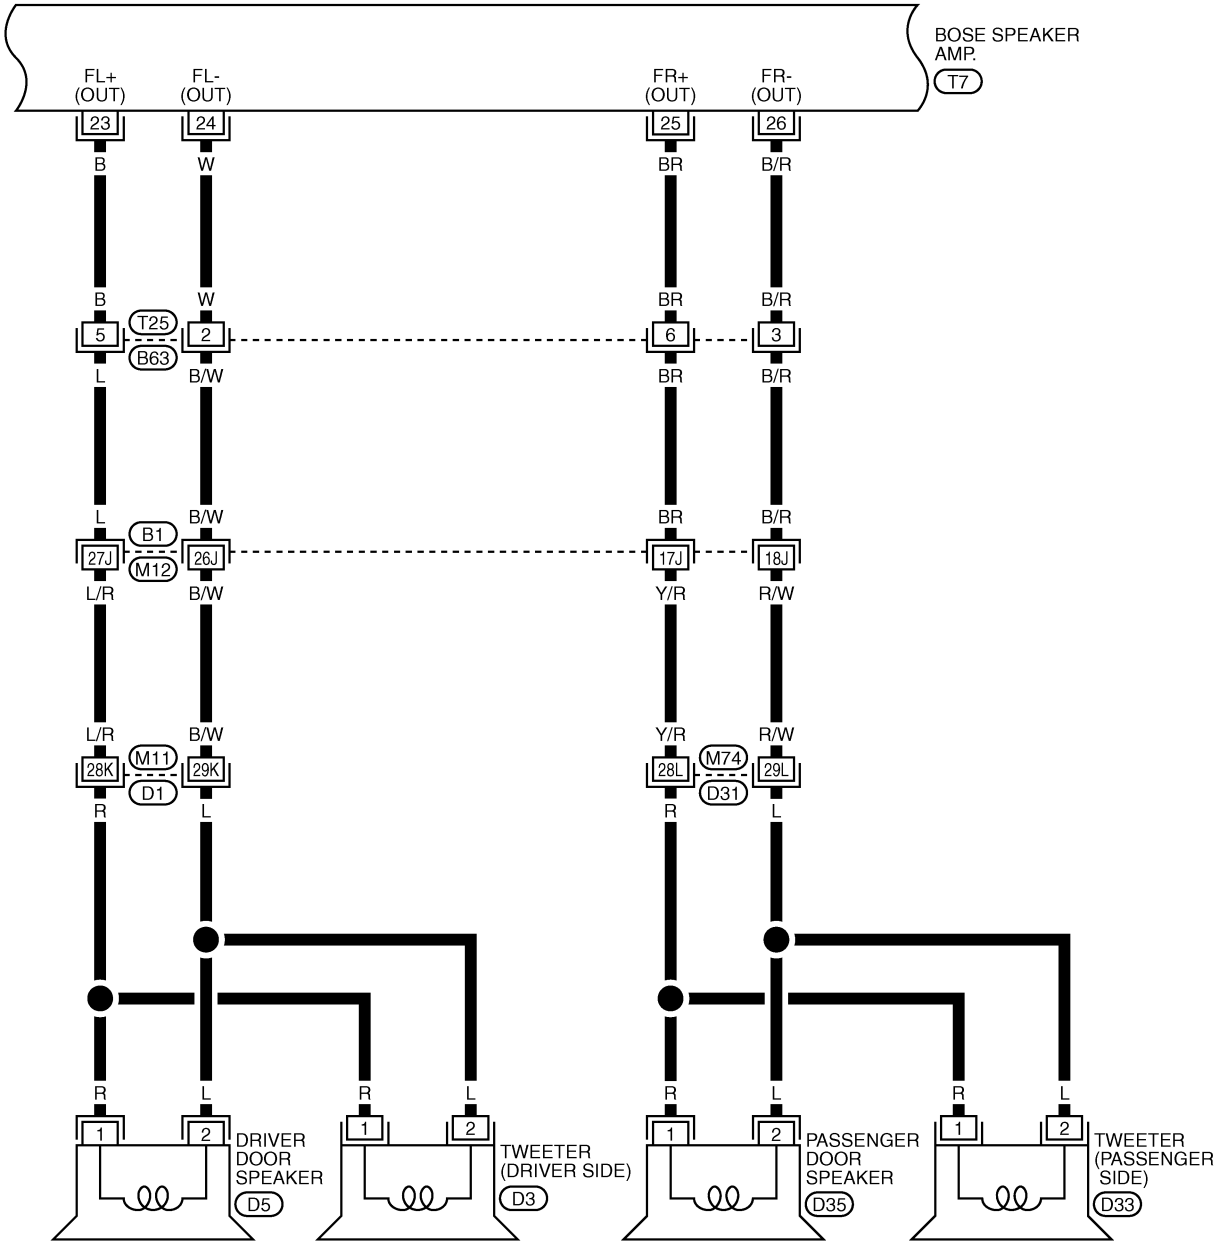 BOSE SPEAKER
AMP.
T7
FL+ FL- FR+ FR-
(OUT) (OUT) (OUT) (OUT)
23 24 25 26
B W BR B/R
B W BR B/R
T25
5 2 6 3
B63
L B/W BR B/R
L B/W BR B/R
B1
27J 26J 17J 18J
M12
L/R B/W Y/R R/W
L/R B/W Y/R R/W
M11 M74
28K 29K 28L 29L
D1 D31
R L R L
R L R L R L R L
1 2 1 2 1 2 1 2
DRIVER
DOOR
SPEAKER
D5
TWEETER
(DRIVER SIDE)
D3
PASSENGER
DOOR
SPEAKER
D35
TWEETER
(PASSENGER
SIDE)
D33